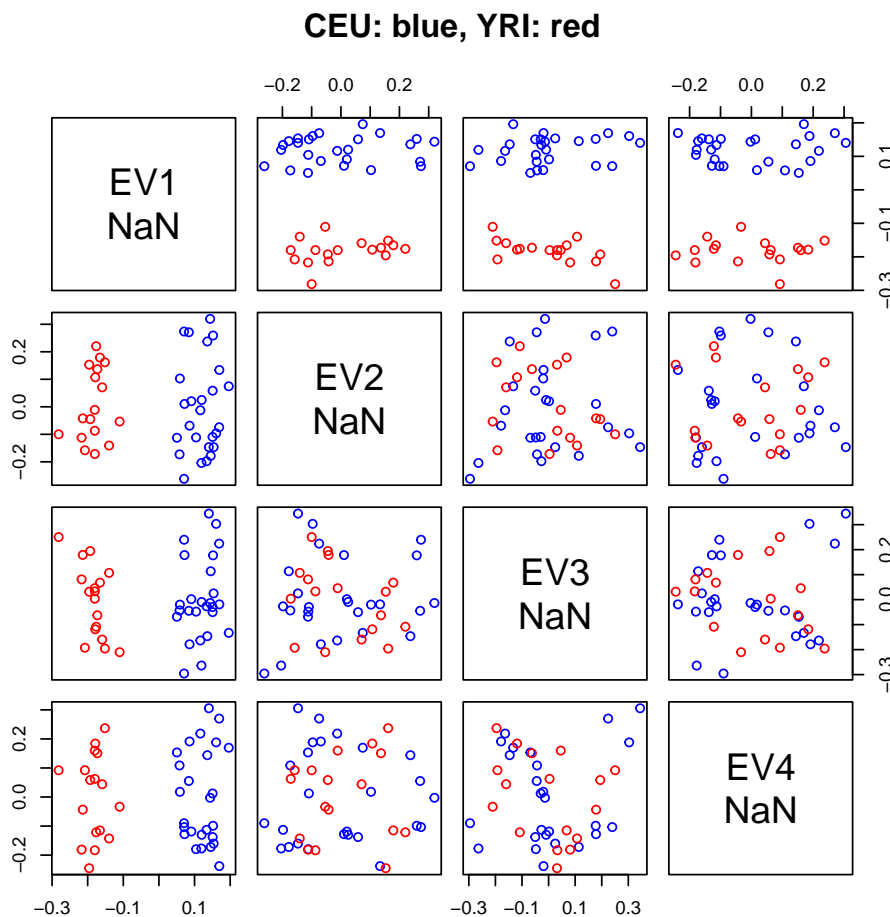 CEU: blue, YRI: red
−0.2 0.0 0.2 −0.2 0.0 0.2
EV1
NaN
−0.3 −0.1 0.1
−0.2 0.0 0.2
EV2
NaN
EV3
NaN
−0.3 0.0 0.2
−0.2 0.0 0.2
EV4
NaN
−0.3 −0.1 0.1 −0.3 −0.1 0.1 0.3